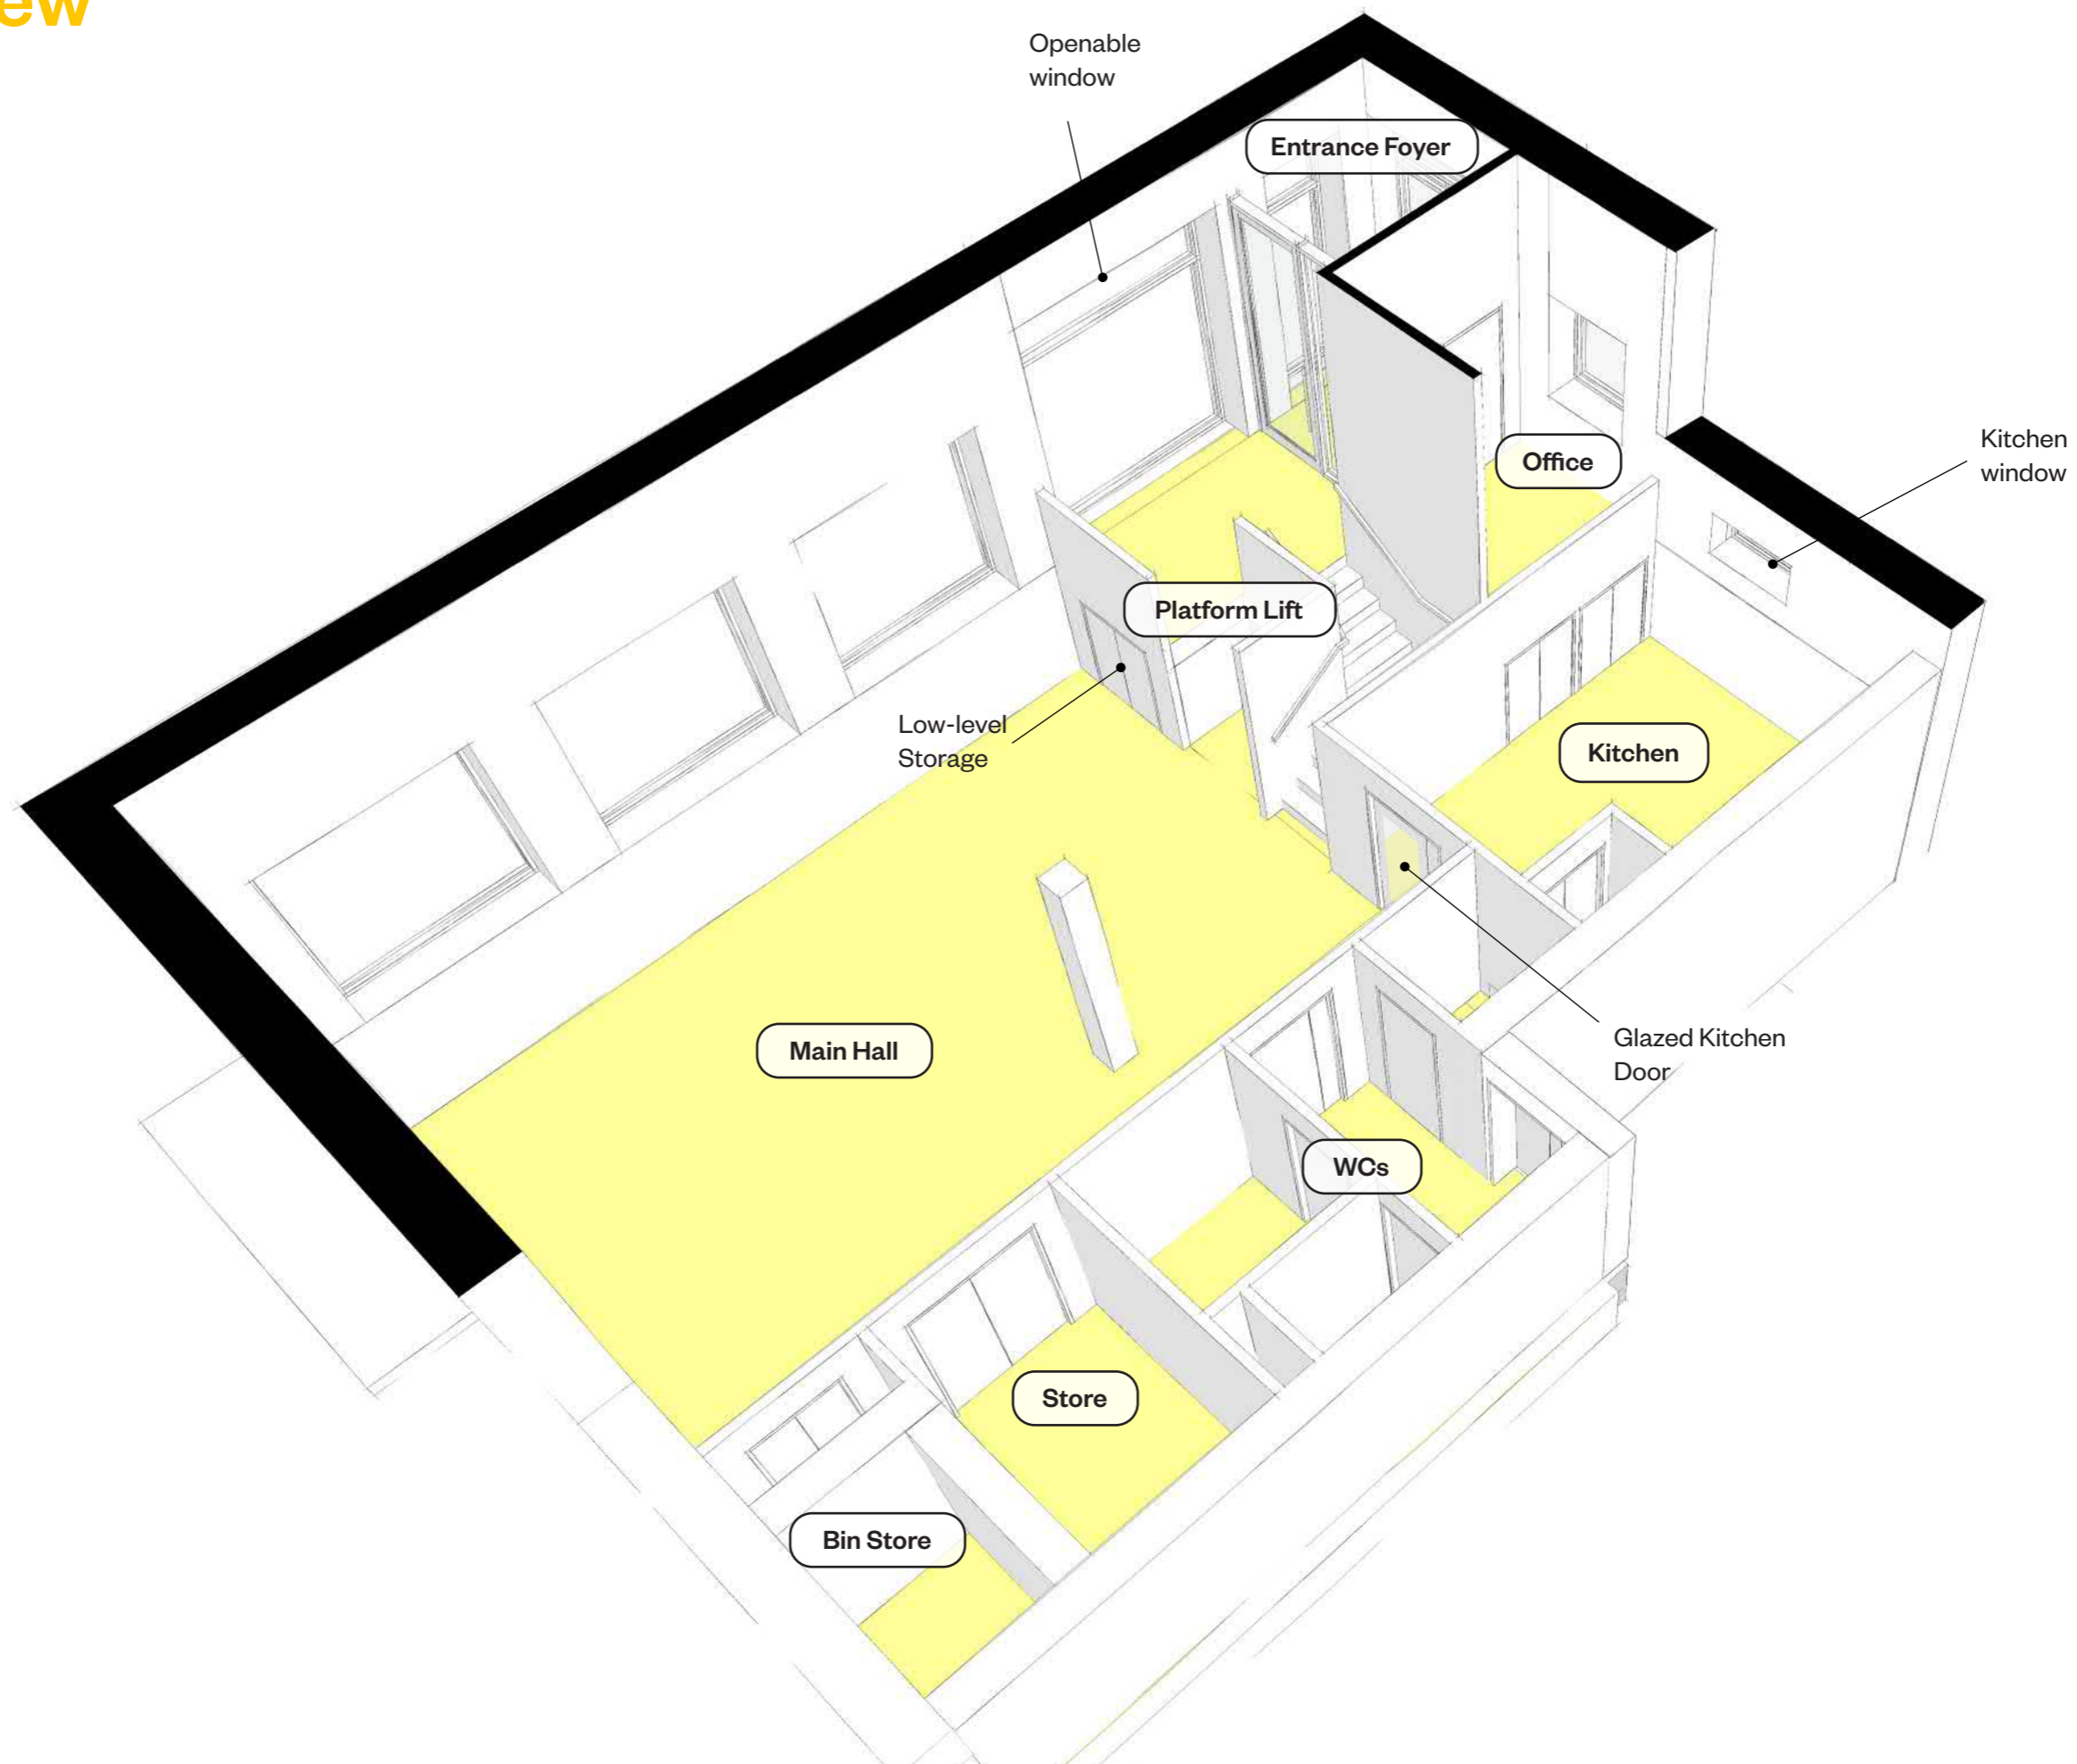 ew
Openable
window
Entrance Foyer
Kitchen
window
Office
Platform Lift
Low-level
Storage
Kitchen
Main Hall
Glazed Kitchen
Door
WCs
Store
Bin Store